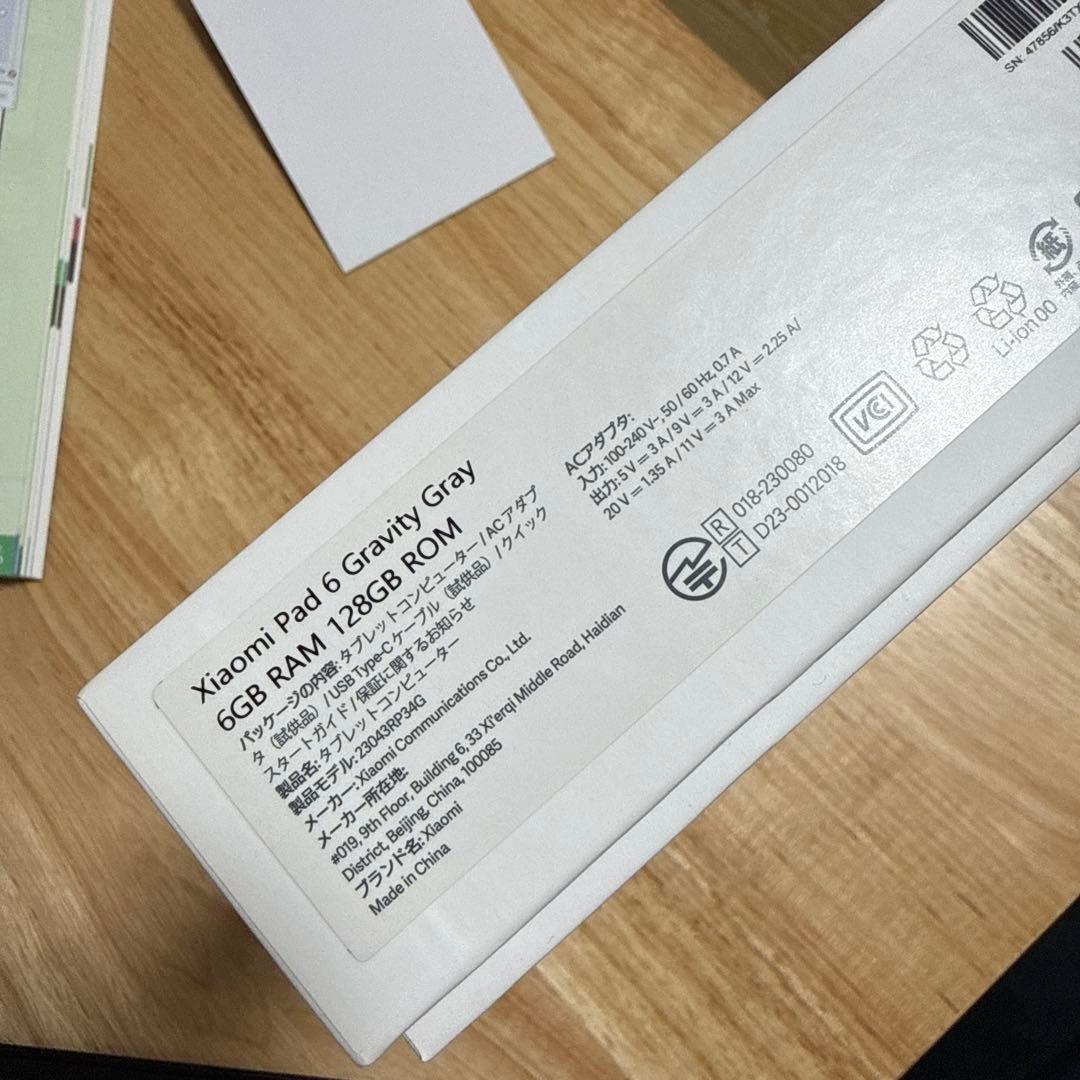 Xiaomi Pad 6 Gravity Gray
6GB RAM 128GB ROM
パッケージの内容: タブレットコンピューター / ACアダプ
タ（試供品）/ USB Type-C ケーブル（試供品）/ クイック
スタートガイド / 保証に関するお知らせ
製品名: タブレットコンピューター
製品モデル: 23043RP34G
メーカー: Xiaomi Communications Co., Ltd.
メーカー所在地:
#019, 9th Floor, Building 6, 33 Xi'erqi Middle Road, Haidian
District, Beijing, China, 100085
ブランド名: Xiaomi
Made in China
ACアダプタ:
入力: 100-240 V~, 50 / 60 Hz, 0.7 A
出力: 5 V = 3 A / 9 V = 3 A / 12 V = 2.25 A /
20 V = 1.35 A / 11 V = 3 A Max
R 018-230080
T D23-0012018
VCCI
Li-ion 00
紙
SN: 47856/K3TX